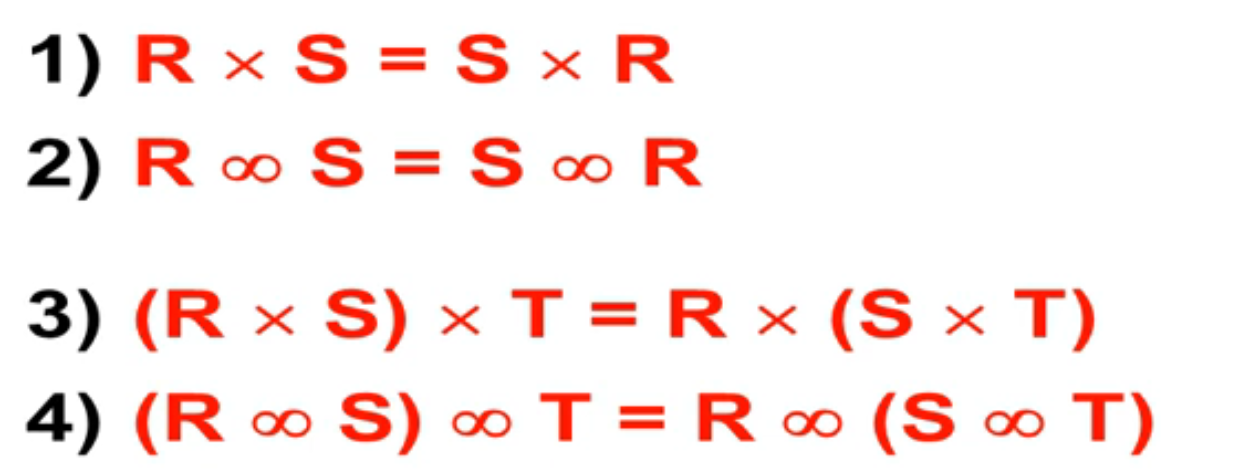 1) R × S = S × R
2) R ∞ S = S ∞ R
3) (R × S) × T = R × (S × T)
4) (R ∞ S) ∞ T = R ∞ (S ∞ T)